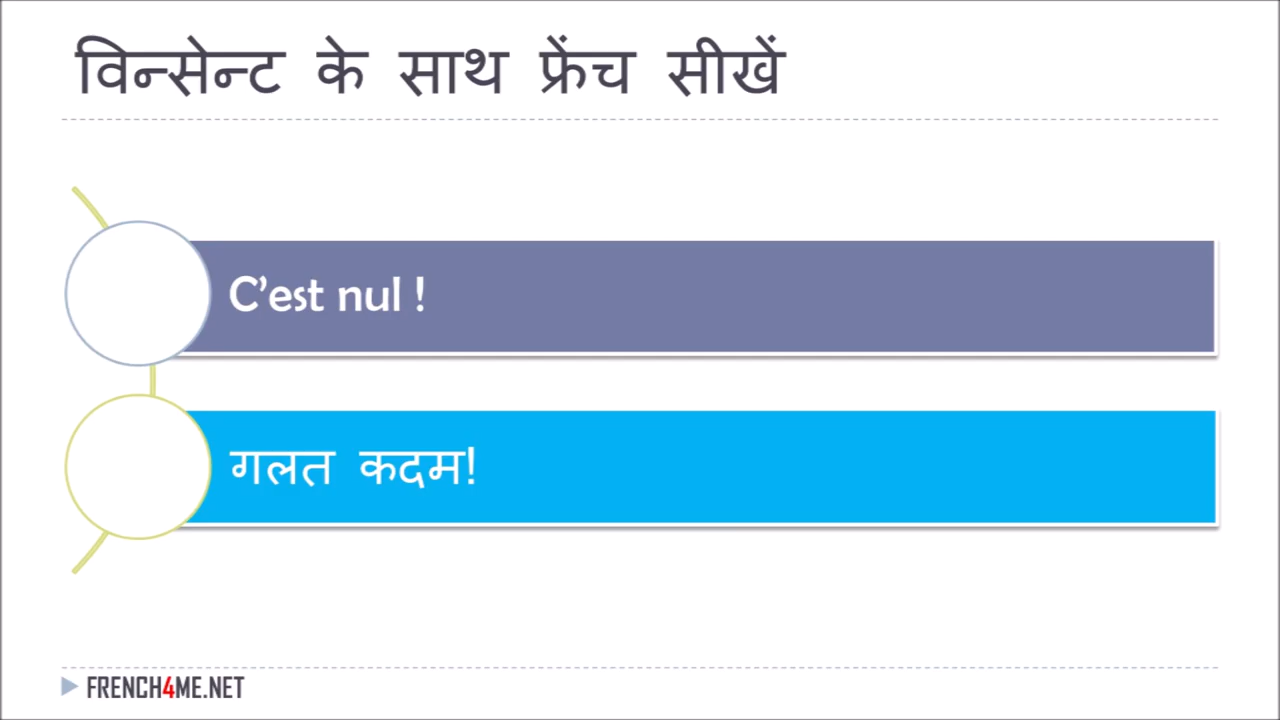 विन्सेन्ट के साथ फ्रेंच सीखें
C’est nul !
गलत कदम!
FRENCH4ME.NET